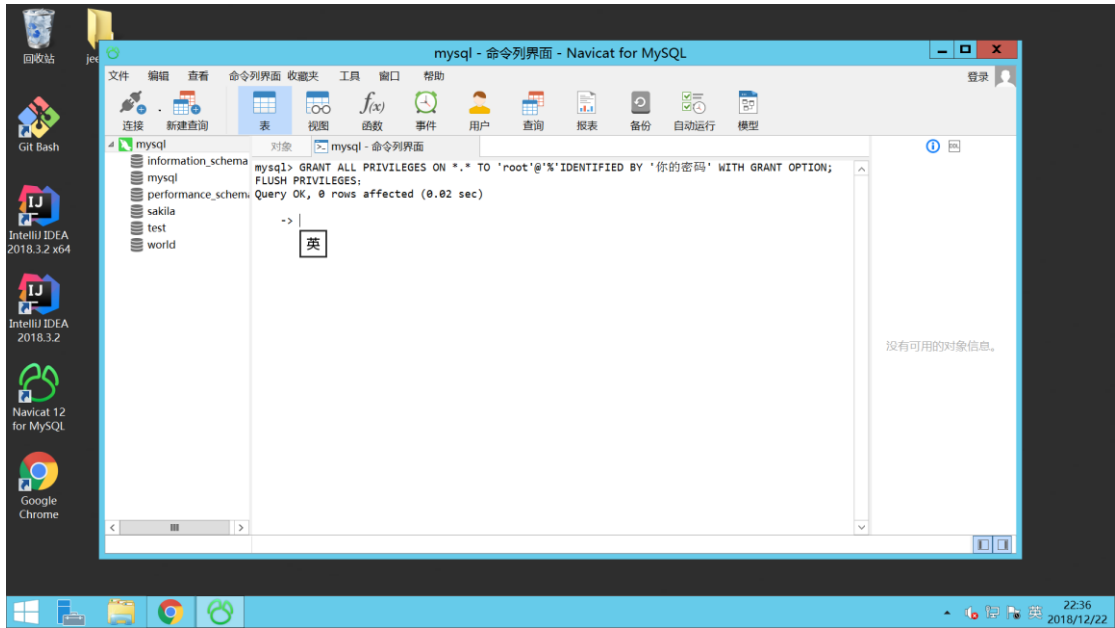 回收站
jee
Git Bash
IntelliJ IDEA
2018.3.2 x64
IntelliJ IDEA
2018.3.2
Navicat 12
for MySQL
Google
Chrome
mysql - 命令列界面 - Navicat for MySQL
文件 编辑 查看 命令列界面 收藏夹 工具 窗口 帮助 登录
连接 新建查询 表 视图 函数 事件 用户 查询 报表 备份 自动运行 模型
f(x)
mysql
information_schema
mysql
performance_schema
sakila
test
world
对象 mysql - 命令列界面
mysql> GRANT ALL PRIVILEGES ON *.* TO 'root'@'%'IDENTIFIED BY '你的密码' WITH GRANT OPTION;
FLUSH PRIVILEGES；
Query OK, 0 rows affected (0.02 sec)
->
英
没有可用的对象信息。
英
22:36
2018/12/22